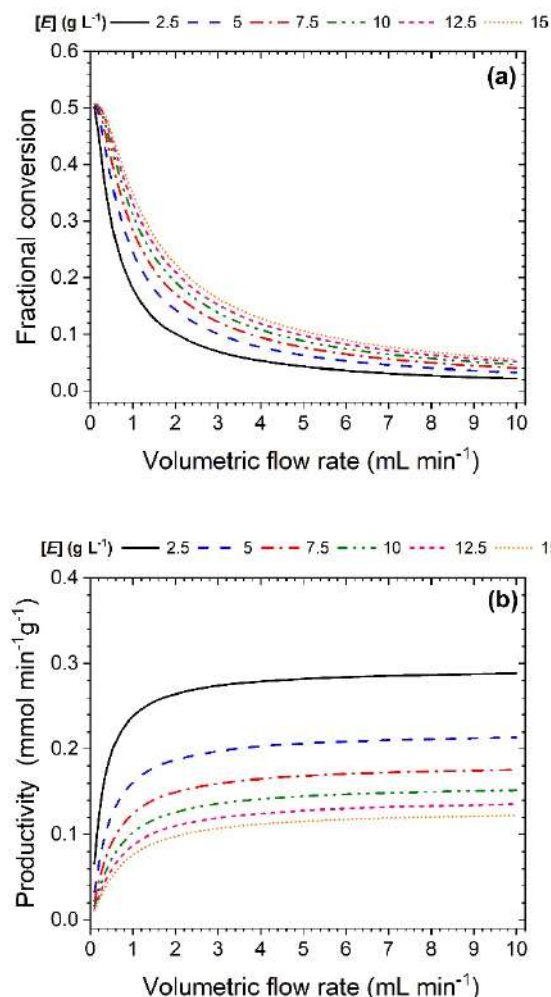 [E] (g L-1) 2.5 5 7.5 10 12.5 15
(a)
0.6
0.5
0.4
0.3
0.2
0.1
0.0
Fractional conversion
0 1 2 3 4 5 6 7 8 9 10
Volumetric flow rate (mL min-1)
[E] (g L-1) 2.5 5 7.5 10 12.5 1
(b)
0.4
0.3
0.2
0.1
0.0
Productivity (mmol min-1g-1)
0 1 2 3 4 5 6 7 8 9 10
Volumetric flow rate (mL min-1)